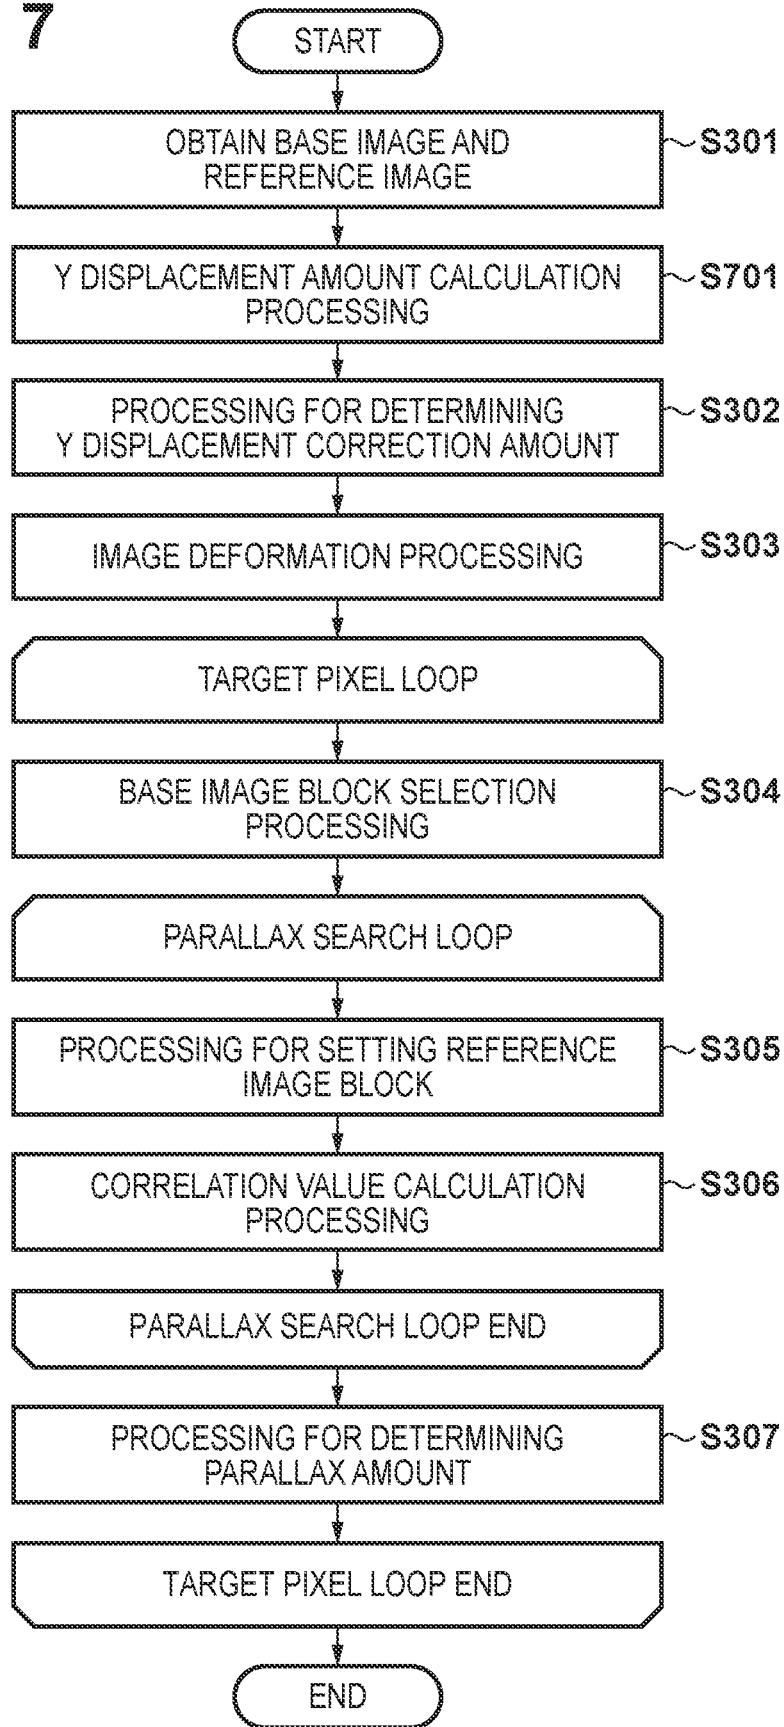 7
START
OBTAIN BASE IMAGE AND
REFERENCE IMAGE
S301
Y DISPLACEMENT AMOUNT CALCULATION
PROCESSING
S701
PROCESSING FOR DETERMINING
Y DISPLACEMENT CORRECTION AMOUNT
S302
IMAGE DEFORMATION PROCESSING
S303
TARGET PIXEL LOOP
BASE IMAGE BLOCK SELECTION
PROCESSING
S304
PARALLAX SEARCH LOOP
PROCESSING FOR SETTING REFERENCE
IMAGE BLOCK
S305
CORRELATION VALUE CALCULATION
PROCESSING
S306
PARALLAX SEARCH LOOP END
PROCESSING FOR DETERMINING
PARALLAX AMOUNT
S307
TARGET PIXEL LOOP END
END